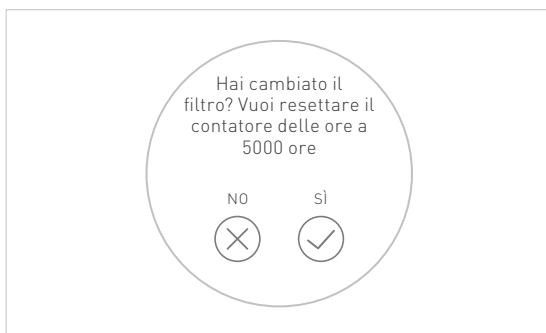 Hai cambiato il
filtro? Vuoi resettare il
contatore delle ore a
5000 ore
NO SÌ